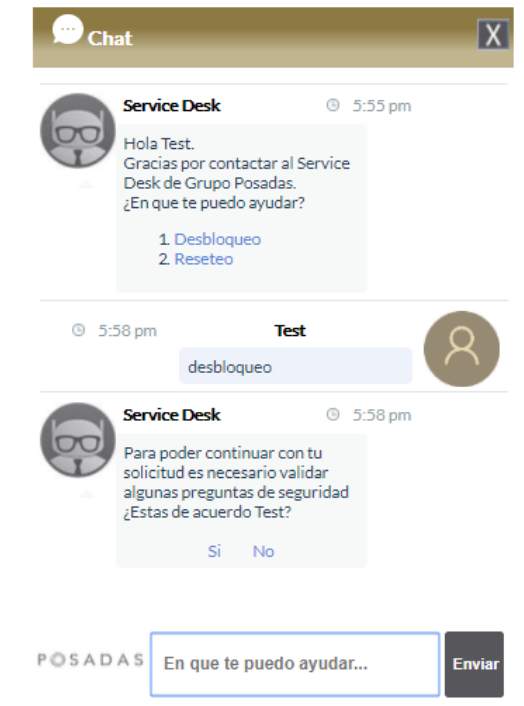 Chat
X
Service Desk 5:55 pm
Hola Test.
Gracias por contactar al Service
Desk de Grupo Posadas.
¿En que te puedo ayudar?
1. Desbloqueo
2. Reseteo
5:58 pm Test
desbloqueo
Service Desk 5:58 pm
Para poder continuar con tu
solicitud es necesario validar
algunas preguntas de seguridad
¿Estas de acuerdo Test?
Si No
POSADAS En que te puedo ayudar... Enviar